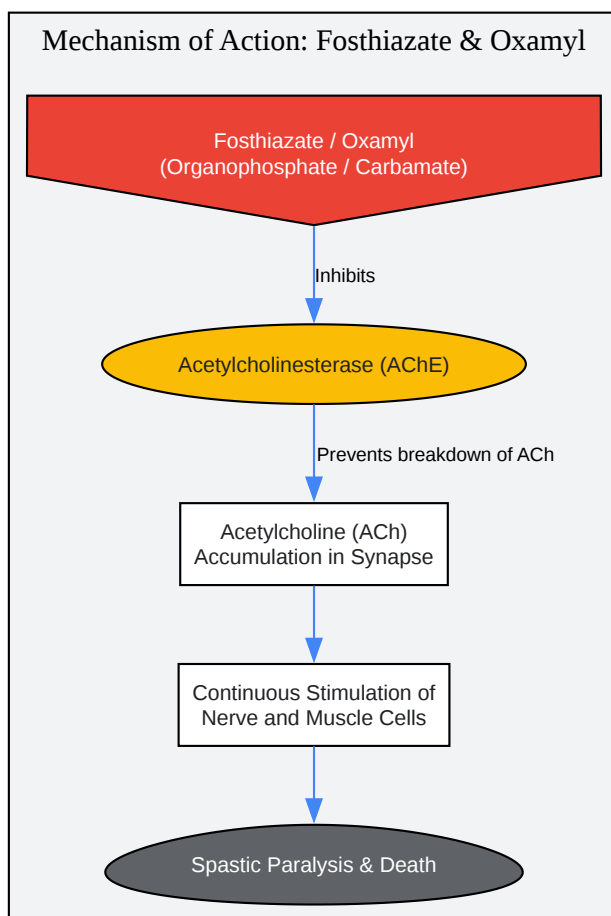 Mechanism of Action: Fosthiazate & Oxamyl
Fosthiazate / Oxamyl
(Organophosphate / Carbamate)
Inhibits
Acetylcholinesterase (AChE)
Prevents breakdown of ACh
Acetylcholine (ACh)
Accumulation in Synapse
Continuous Stimulation of
Nerve and Muscle Cells
Spastic Paralysis & Death